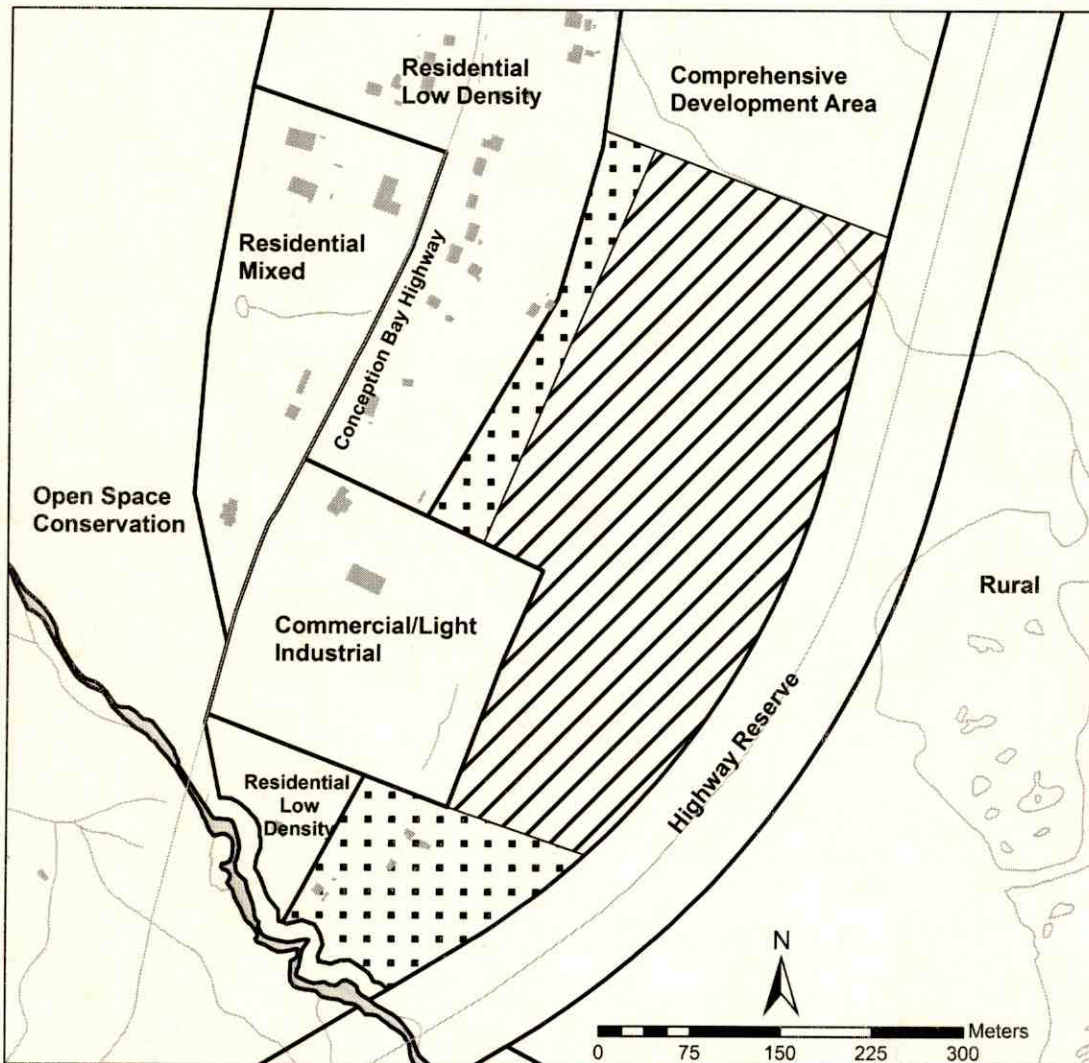 Residential
Low Density
Comprehensive
Development Area
Residential
Mixed
Conception Bay Highway
Open Space
Conservation
Rural
Commercial/Light
Industrial
Highway Reserve
Residential
Low
Density
N
Meters
0 75 150 225 300